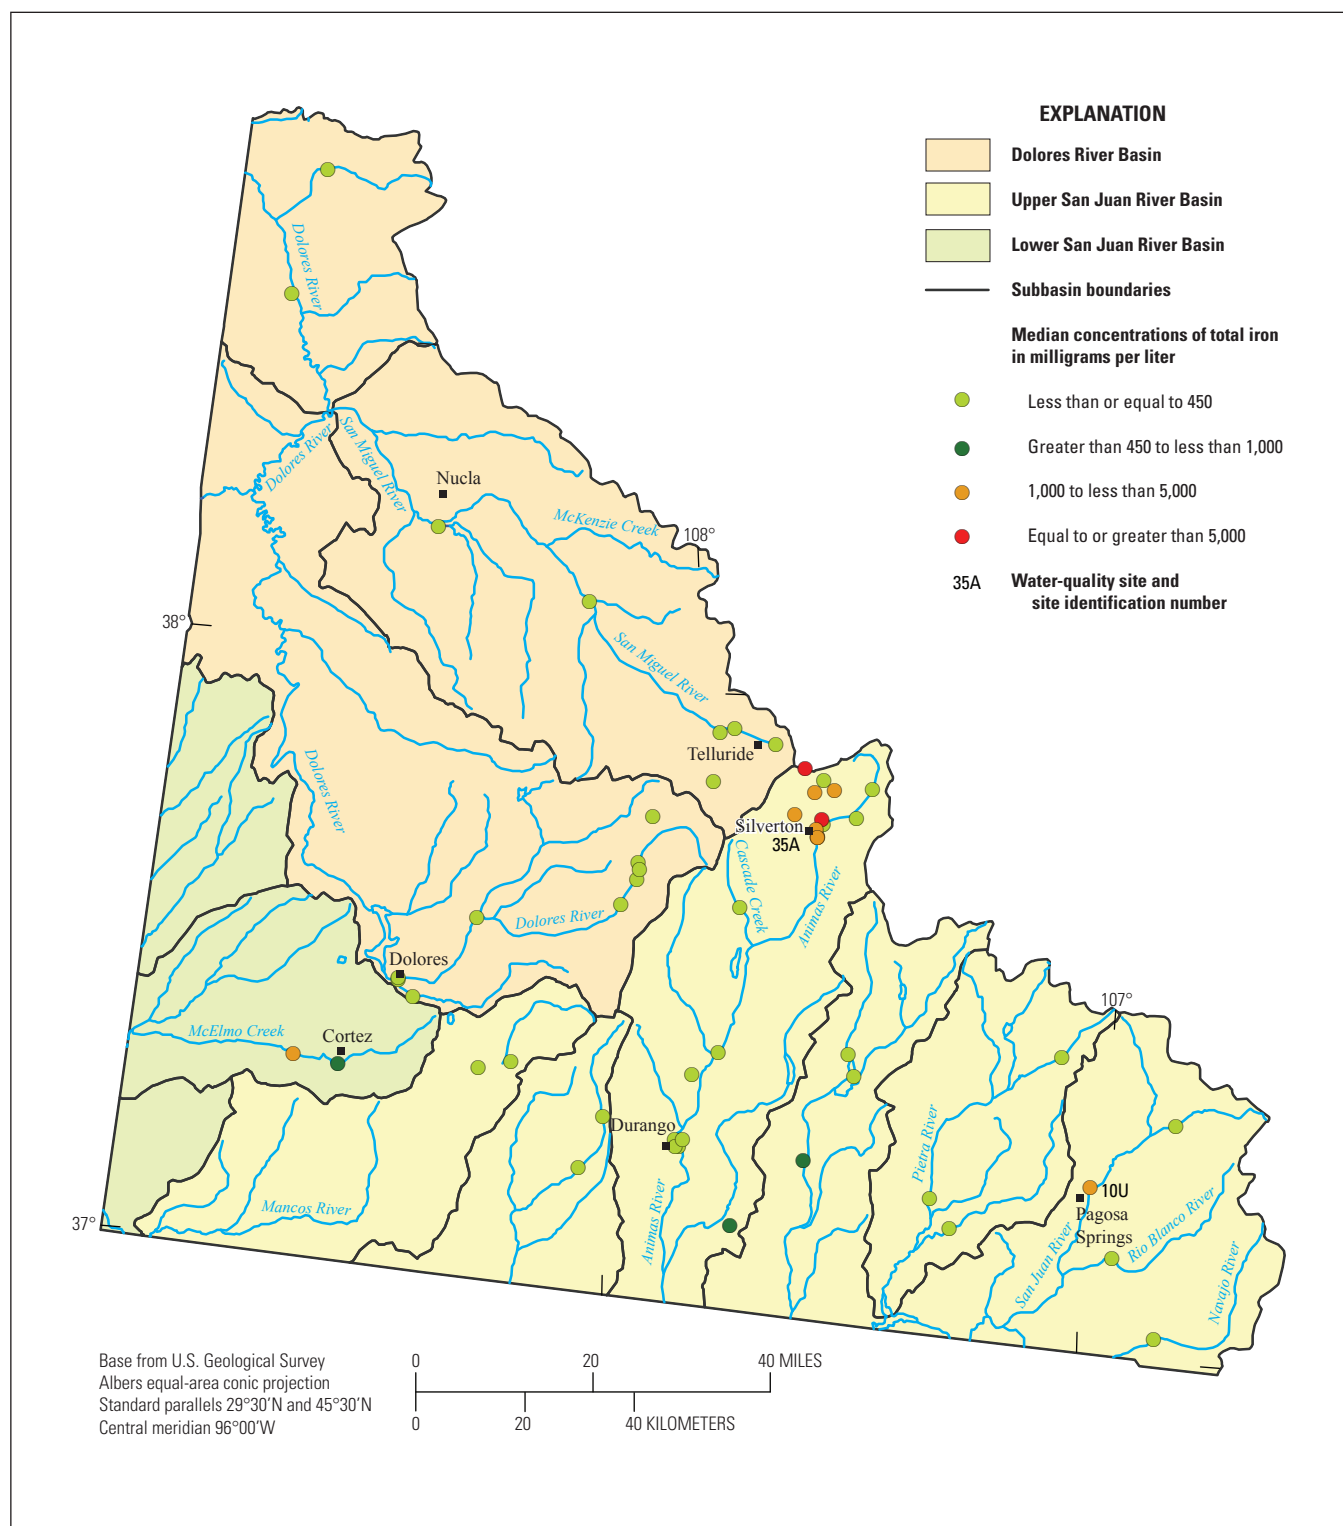 EXPLANATION
Dolores River Basin
Upper San Juan River Basin
Lower San Juan River Basin
Subbasin boundaries
Median concentrations of total iron
in milligrams per liter
Less than or equal to 450
Greater than 450 to less than 1,000
1,000 to less than 5,000
Equal to or greater than 5,000
35A Water-quality site and
site identification number
Dolores River
Dolores River
San Miguel River
Nucla
McKenzie Creek
108°
38°
San Miguel River
Telluride
Dolores River
Silverton
35A
Cascade Creek
Animas River
Dolores River
Dolores
107°
McElmo Creek
Cortez
Durango
Pietra River
10U
Pagosa
Springs
Mancos River
Animas River
San Juan River
Rio Blanco River
Navajo River
37°
Base from U.S. Geological Survey
Albers equal-area conic projection
Standard parallels 29°30'N and 45°30'N
Central meridian 96°00'W
0 20 40 MILES
0 20 40 KILOMETERS